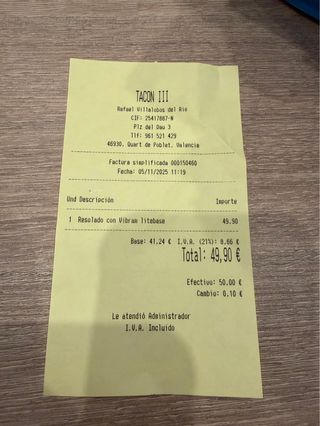 TACON III
Rafael Villalobos del Rio
CIF: 25417887-N
Plz del Dau 3
Tlf: 961 521 429
46930, Quart de Poblet, Valencia
Factura simplificada 000150460
Fecha: 05/11/2025 11:19
Und Descripción Importe
1 Resolado con Vibram litebase 49.90
Base: 41,24 € I.V.A. (21%): 8,66 €
Total: 49,90 €
Efectivo: 50,00 €
Cambio: 0,10 €
Le atendió Administrador
I.V.A. Incluido